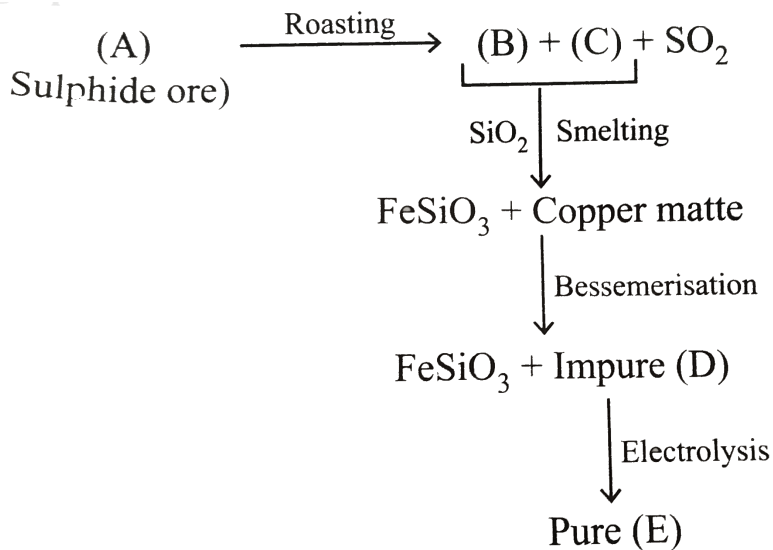 (A) Roasting (B) + (C) + SO₂
Sulphide ore)
SiO₂ Smelting
FeSiO₃ + Copper matte
Bessemerisation
FeSiO₃ + Impure (D)
Electrolysis
Pure (E)